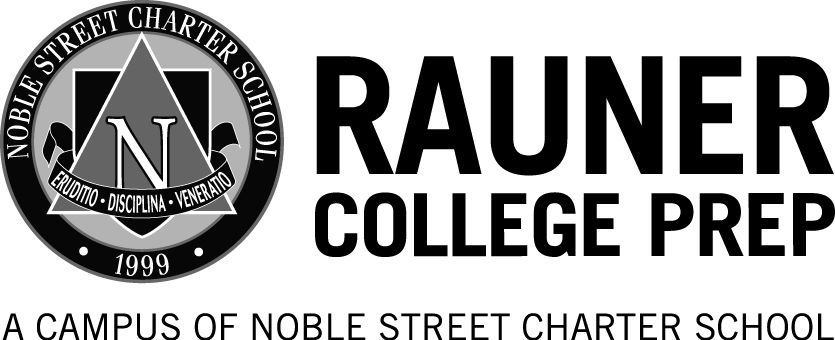 NOBLE STREET CHARTER SCHOOL
N
ERUDITIO • DISCIPLINA • VENERATIO
• 1999 •
RAUNER
COLLEGE PREP
A CAMPUS OF NOBLE STREET CHARTER SCHOOL